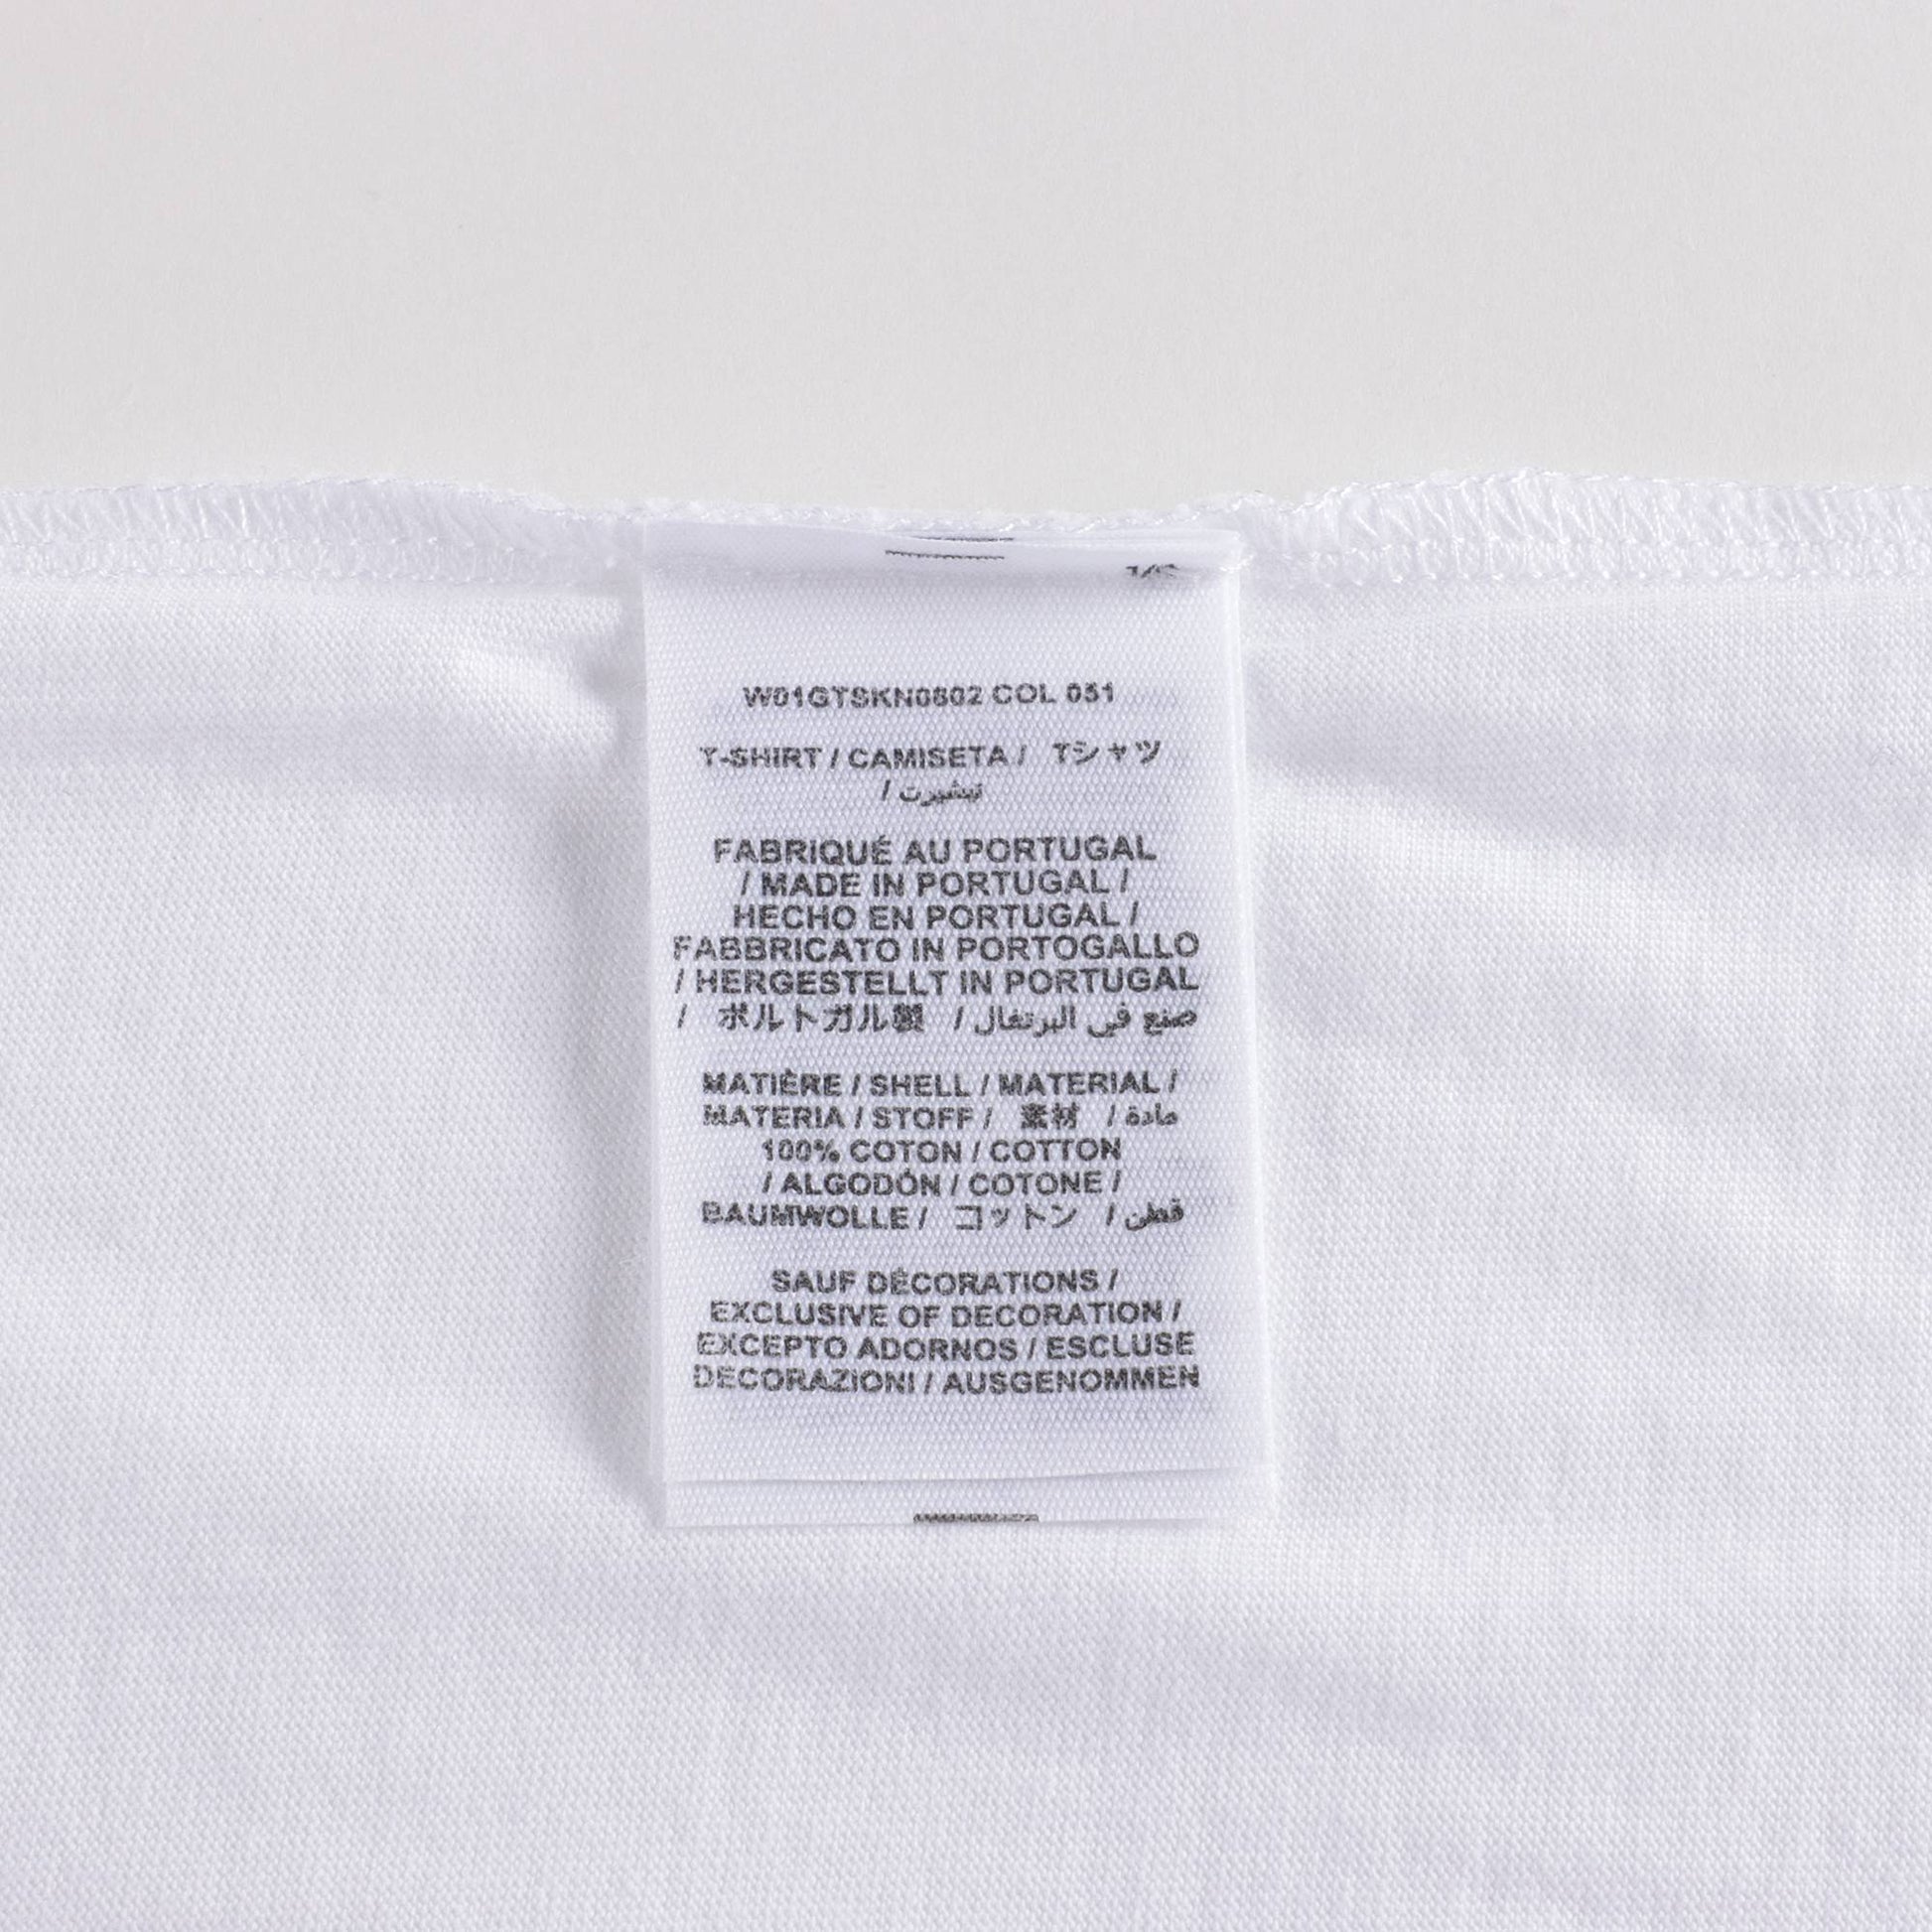 W01GTSKN0802 COL 051
T-SHIRT / CAMISETA / Tシャツ
/ تيشيرت
FABRIQUÉ AU PORTUGAL
/ MADE IN PORTUGAL /
HECHO EN PORTUGAL /
FABBRICATO IN PORTOGALLO
/ HERGESTELLT IN PORTUGAL
/ ポルトガル製 / صنع في البرتغال
MATIÈRE / SHELL / MATERIAL /
MATERIA / STOFF / 素材 / مادة
100% COTON / COTTON
/ ALGODÓN / COTONE /
BAUMWOLLE / コットン / قطن
SAUF DÉCORATIONS /
EXCLUSIVE OF DECORATION /
EXCEPTO ADORNOS / ESCLUSE
DECORAZIONI / AUSGENOMMEN